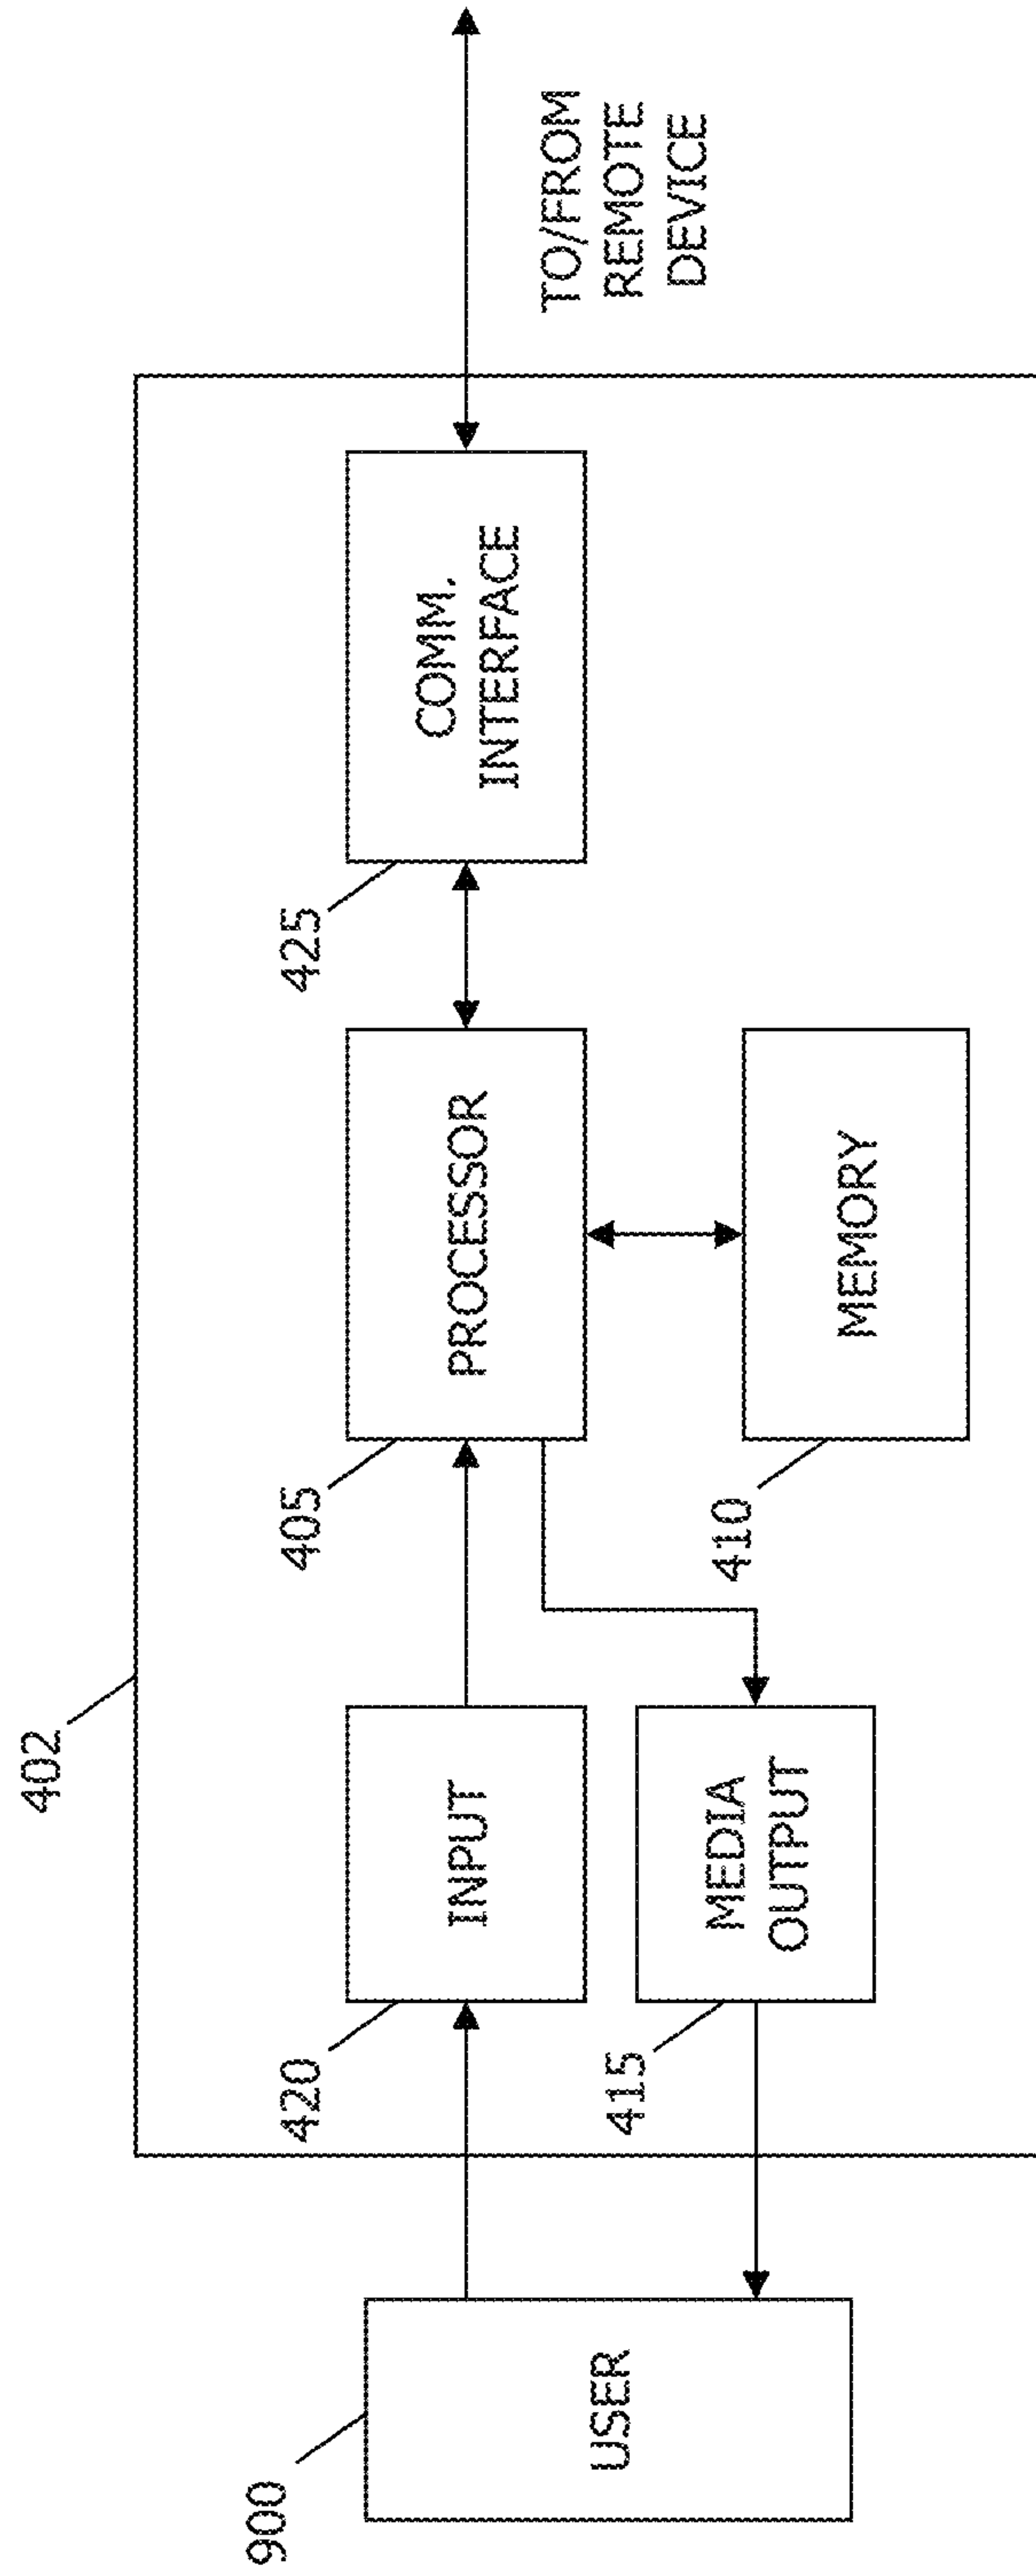 402
900
USER
420
INPUT
415
MEDIA
OUTPUT
405
PROCESSOR
410
MEMORY
425
COMM.
INTERFACE
TO/FROM
REMOTE
DEVICE